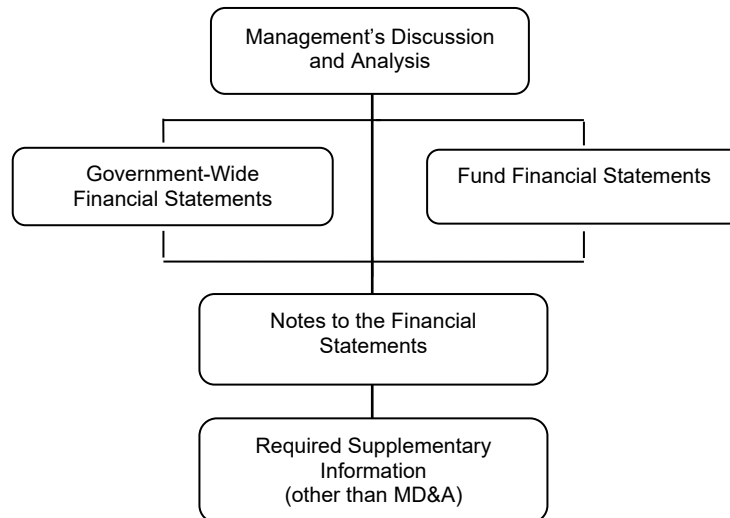 Management’s Discussion
and Analysis
Government-Wide
Financial Statements
Fund Financial Statements
Notes to the Financial
Statements
Required Supplementary
Information
(other than MD&A)